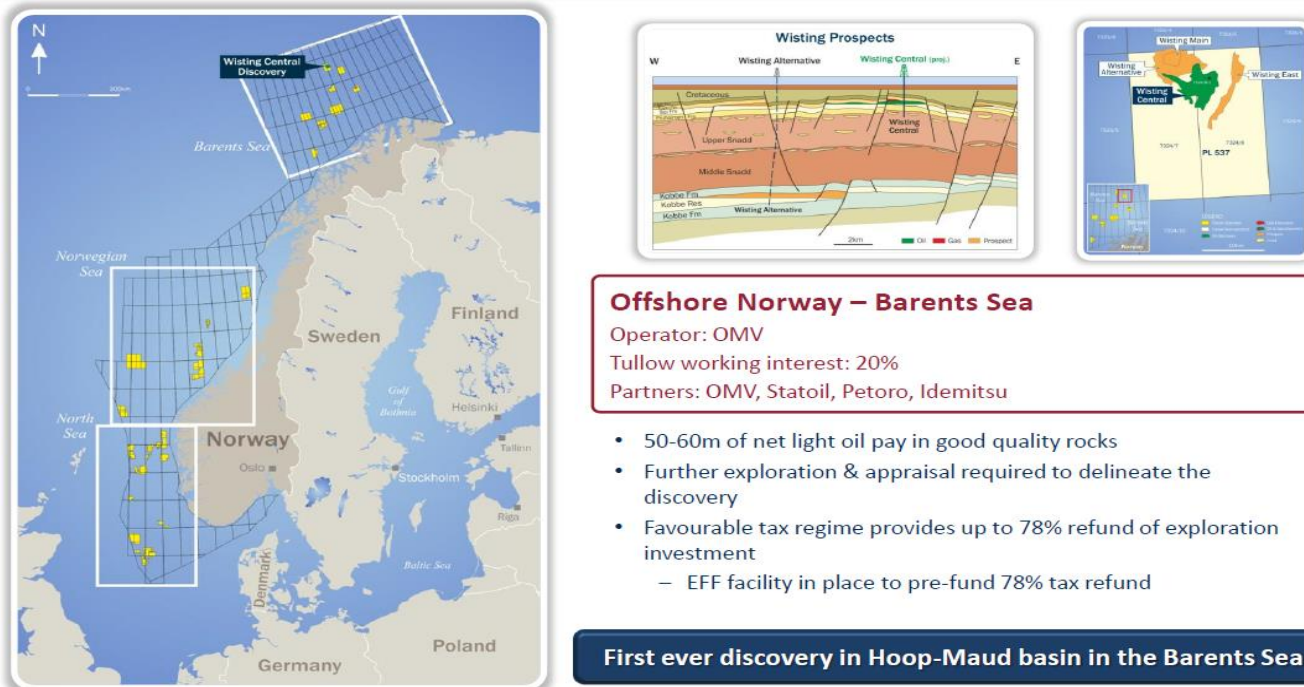 N
Wisting Central
Discovery
Barents Sea
Norwegian
Sea
North
Sea
Norway
Oslo
Sweden
Finland
Gulf
of
Bothnia
Helsinki
Tallinn
Stockholm
Riga
Baltic Sea
Denmark
Germany
Poland
Wisting Prospects
W
Wisting Alternative
Wisting Central (proj.)
E
Cretaceous
Wisting
Central
Upper Snadd
Middle Snadd
Kobbe Fm
Kobbe Res
Kobbe Fm
Wisting Alternative
2km
Oil
Gas
Prospect
Wisting Main
Wisting
Alternative
Wisting
Central
Wisting East
PL 537
Norway
Offshore Norway – Barents Sea
Operator: OMV
Tullow working interest: 20%
Partners: OMV, Statoil, Petoro, Idemitsu
• 50-60m of net light oil pay in good quality rocks
• Further exploration & appraisal required to delineate the
discovery
• Favourable tax regime provides up to 78% refund of exploration
investment
– EFF facility in place to pre-fund 78% tax refund
First ever discovery in Hoop-Maud basin in the Barents Sea